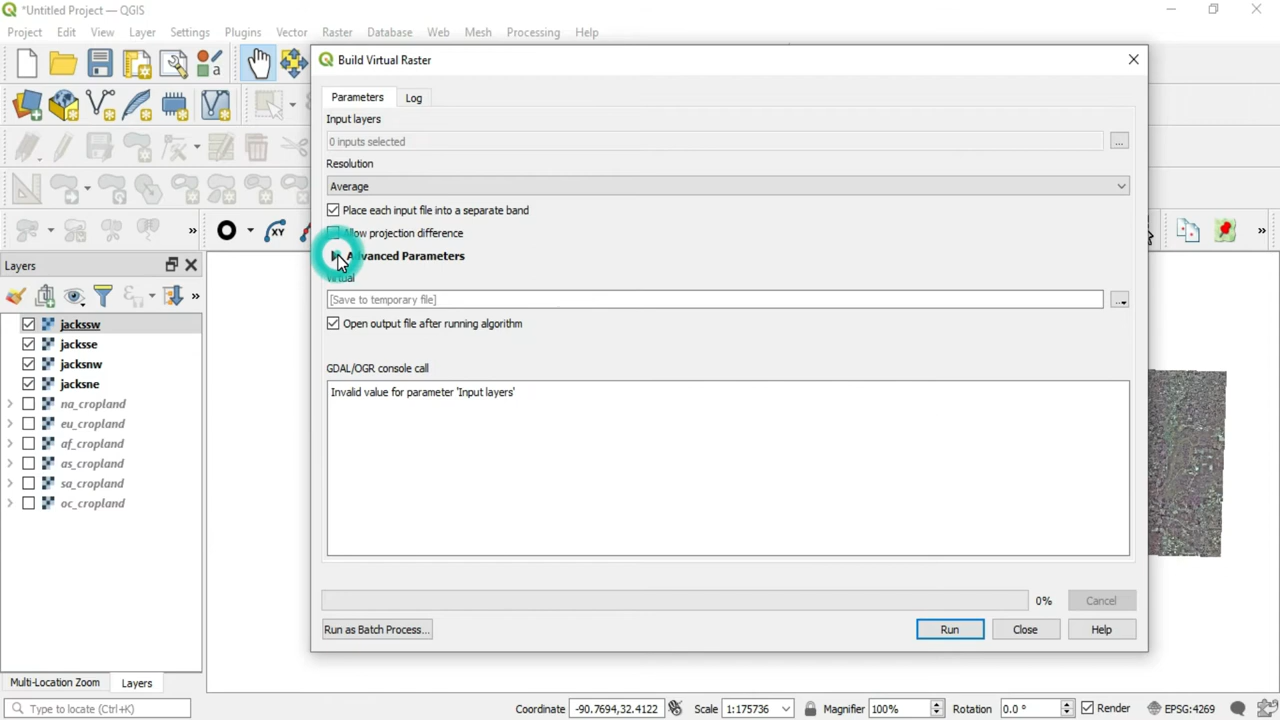 *Untitled Project — QGIS
Project Edit View Layer Settings Plugins Vector Raster Database Web Mesh Processing Help
Build Virtual Raster
Parameters Log
Input layers
0 inputs selected
...
Resolution
Average
Place each input file into a separate band
Allow projection difference
Advanced Parameters
Virtual
[Save to temporary file]
...
Open output file after running algorithm
GDAL/OGR console call
Invalid value for parameter 'Input layers'
0% Cancel
Run as Batch Process... Run Close Help
XY
»
»
Layers
»
jackssw
jacksse
jacksnw
jacksne
na_cropland
eu_cropland
af_cropland
as_cropland
sa_cropland
oc_cropland
Multi-Location Zoom Layers
Type to locate (Ctrl+K) Coordinate -90.7694,32.4122 Scale 1:175736 Magnifier 100% Rotation 0.0 ° Render EPSG:4269